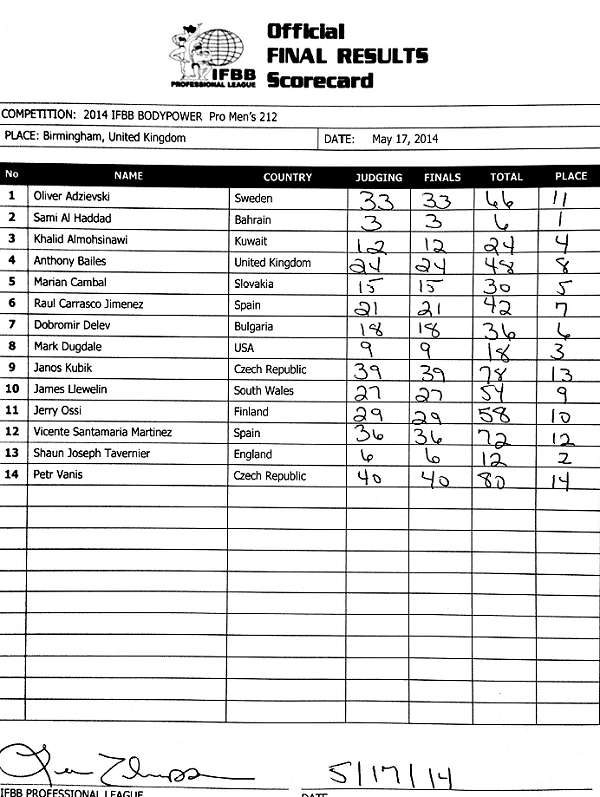 Official
FINAL RESULTS
Scorecard
IFBB
PROFESSIONAL LEAGUE
COMPETITION: 2014 IFBB BODYPOWER Pro Men's 212
PLACE: Birmingham, United Kingdom DATE: May 17, 2014
No NAME COUNTRY JUDGING FINALS TOTAL PLACE
1 Oliver Adzievski Sweden 33 33 66 11
2 Sami Al Haddad Bahrain 3 3 6 1
3 Khalid Almohsinawi Kuwait 12 12 24 4
4 Anthony Bailes United Kingdom 24 24 48 8
5 Marian Cambal Slovakia 15 15 30 5
6 Raul Carrasco Jimenez Spain 21 21 42 7
7 Dobromir Delev Bulgaria 18 18 36 6
8 Mark Dugdale USA 9 9 18 3
9 Janos Kubik Czech Republic 39 39 78 13
10 James Llewelin South Wales 27 27 54 9
11 Jerry Ossi Finland 29 29 58 10
12 Vicente Santamaria Martinez Spain 36 36 72 12
13 Shaun Joseph Tavernier England 6 6 12 2
14 Petr Vanis Czech Republic 40 40 80 14
5/17/14
IFBB PROFESSIONAL LEAGUE DATE